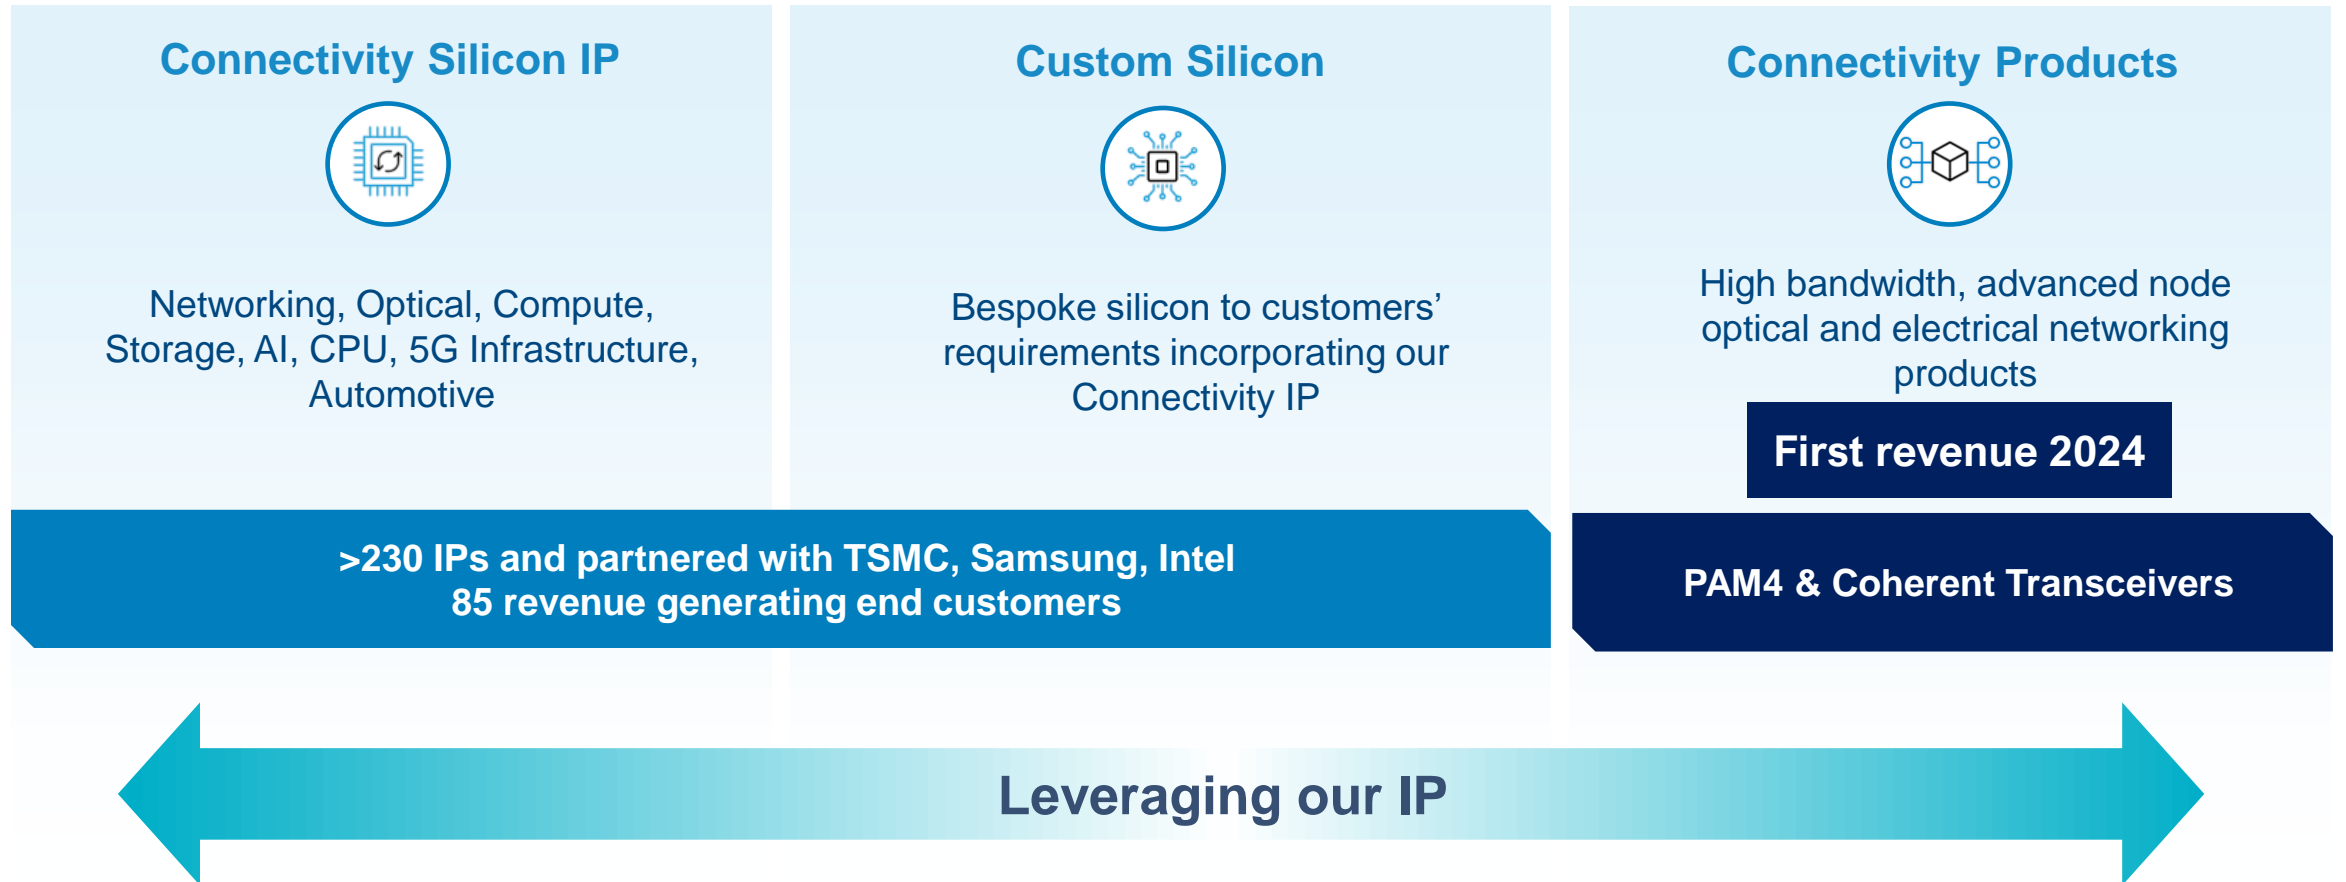 Connectivity Silicon IP
Networking, Optical, Compute,
Storage, AI, CPU, 5G Infrastructure,
Automotive
Custom Silicon
Bespoke silicon to customers’
requirements incorporating our
Connectivity IP
>230 IPs and partnered with TSMC, Samsung, Intel
85 revenue generating end customers
Connectivity Products
High bandwidth, advanced node
optical and electrical networking
products
First revenue 2024
PAM4 & Coherent Transceivers
Leveraging our IP